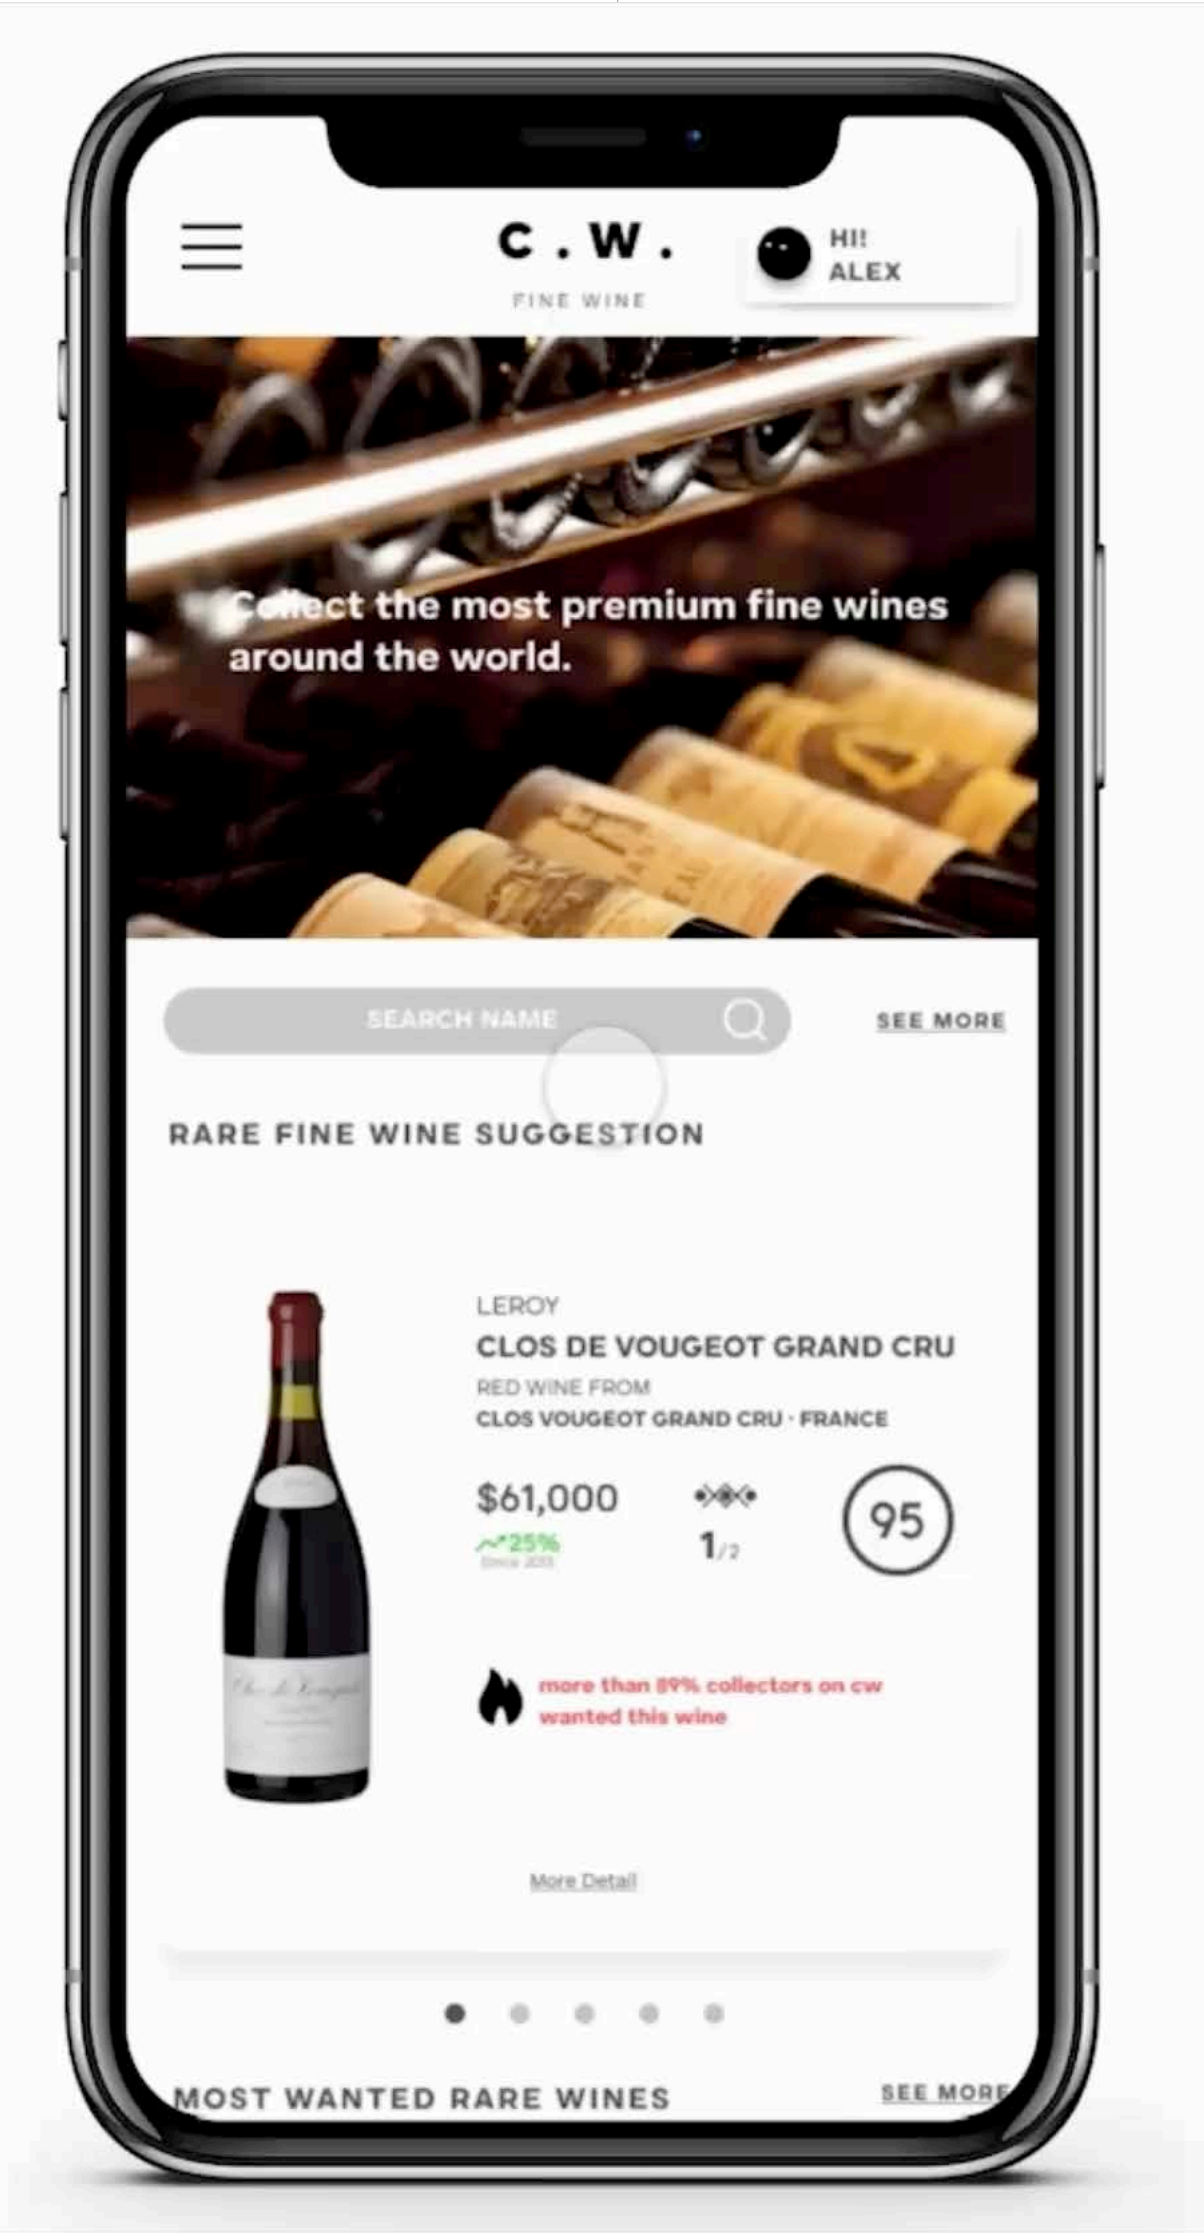 C . W .
FINE WINE
HI!
ALEX
Collect the most premium fine wines
around the world.
SEARCH NAME
SEE MORE
RARE FINE WINE SUGGESTION
LEROY
CLOS DE VOUGEOT GRAND CRU
RED WINE FROM
CLOS VOUGEOT GRAND CRU · FRANCE
$61,000
25%
Since
1/2
95
more than 89% collectors on cw
wanted this wine
More Detail
MOST WANTED RARE WINES
SEE MORE